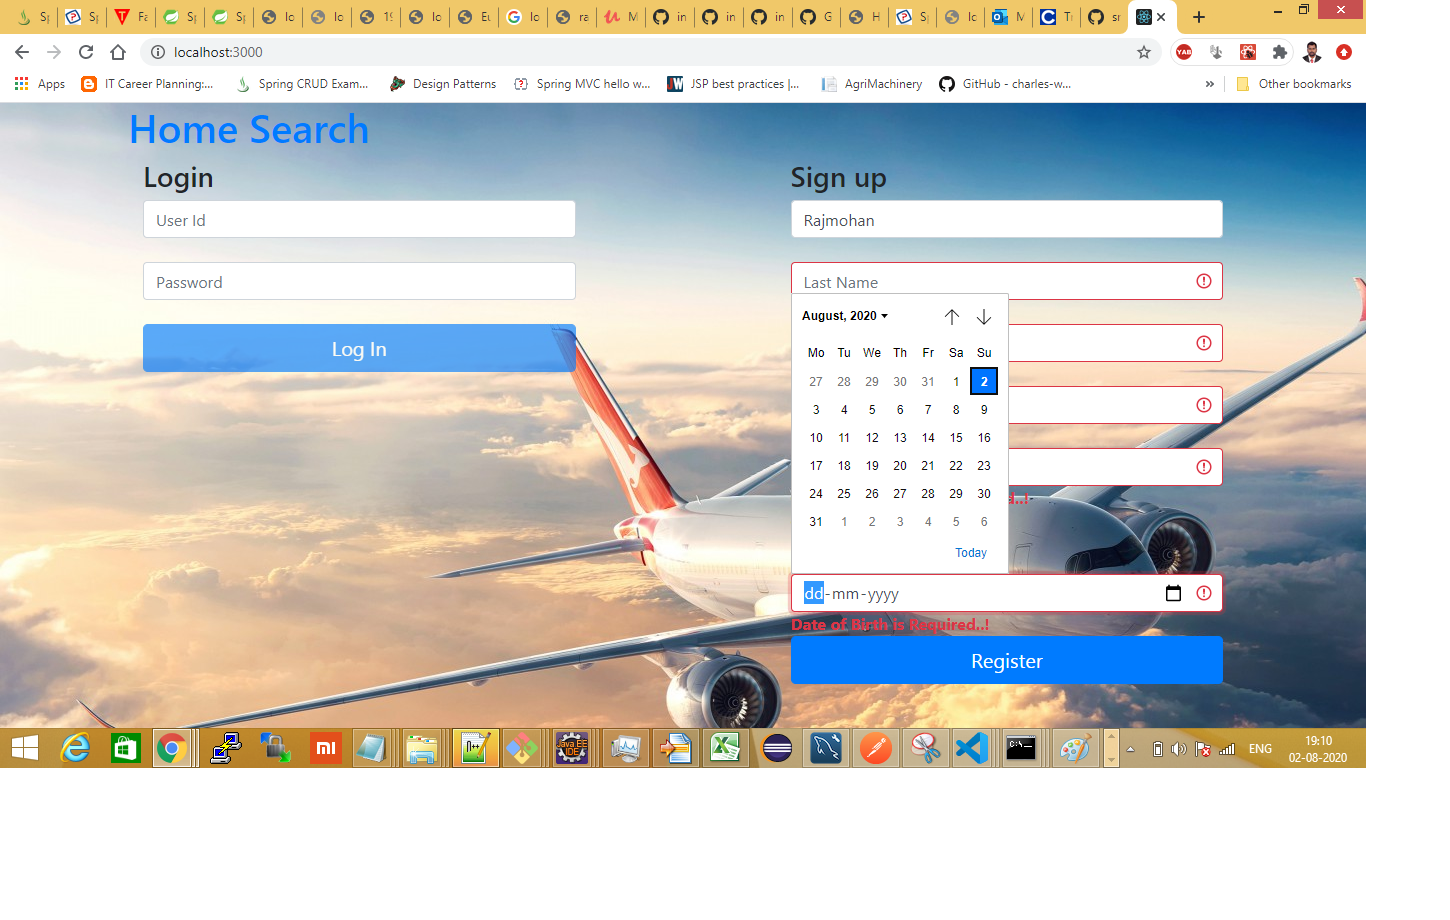 Sp
Sp
Fa
Sp
Sp
lo
lo
19
lo
Eu
lo
ra
M
in
in
in
G
H
Sp
lo
M
Tr
sr
localhost:3000
YAB
Apps
IT Career Planning:...
Spring CRUD Exam...
Design Patterns
Spring MVC hello w...
JSP best practices |...
AgriMachinery
GitHub - charles-w...
»
Other bookmarks
Home Search
Login
Sign up
User Id
Rajmohan
Password
Last Name
Log In
August, 2020
Mo Tu We Th Fr Sa Su
27 28 29 30 31 1 2
3 4 5 6 7 8 9
10 11 12 13 14 15 16
17 18 19 20 21 22 23
24 25 26 27 28 29 30
31 1 2 3 4 5 6
Today
dd-mm-yyyy
Date of Birth is Required..!
Register
ENG
19:10
02-08-2020